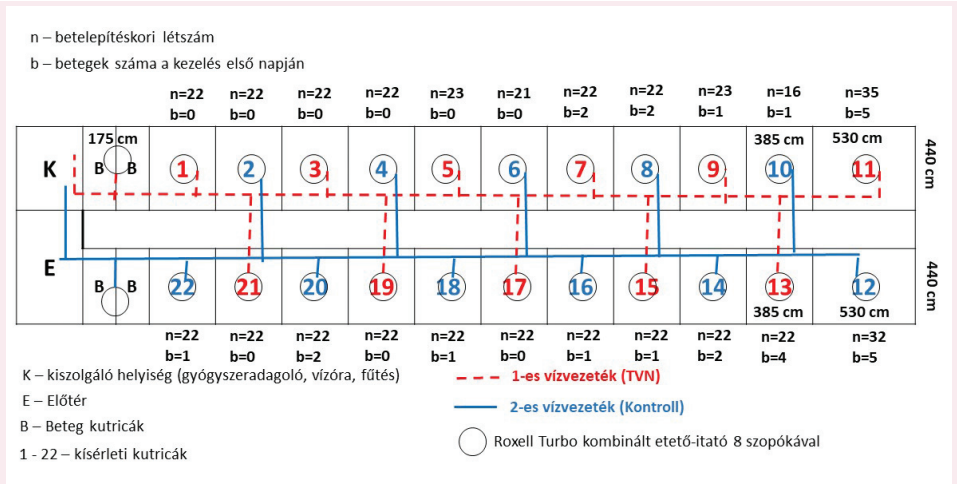 n – betelepítéskori létszám
b – betegek száma a kezelés első napján
n=22 n=22 n=22 n=22 n=23 n=21 n=22 n=22 n=23 n=16 n=35
b=0 b=0 b=0 b=0 b=0 b=0 b=2 b=2 b=1 b=1 b=5
175 cm 385 cm 530 cm
K B B 1 2 3 4 5 6 7 8 9 10 11 440 cm
E B B 22 21 20 19 18 17 16 15 14 13 12 440 cm
385 cm 530 cm
n=22 n=22 n=22 n=22 n=22 n=22 n=22 n=22 n=22 n=22 n=32
b=1 b=0 b=2 b=0 b=1 b=0 b=1 b=1 b=2 b=4 b=5
K – kiszolgáló helyiség (gyógyszeradagoló, vízóra, fűtés)
E – Előtér
B – Beteg kutricák
1 - 22 – kísérleti kutricák
1-es vízvezeték (TVN)
2-es vízvezeték (Kontroll)
Roxell Turbo kombinált etető-itató 8 szopókával